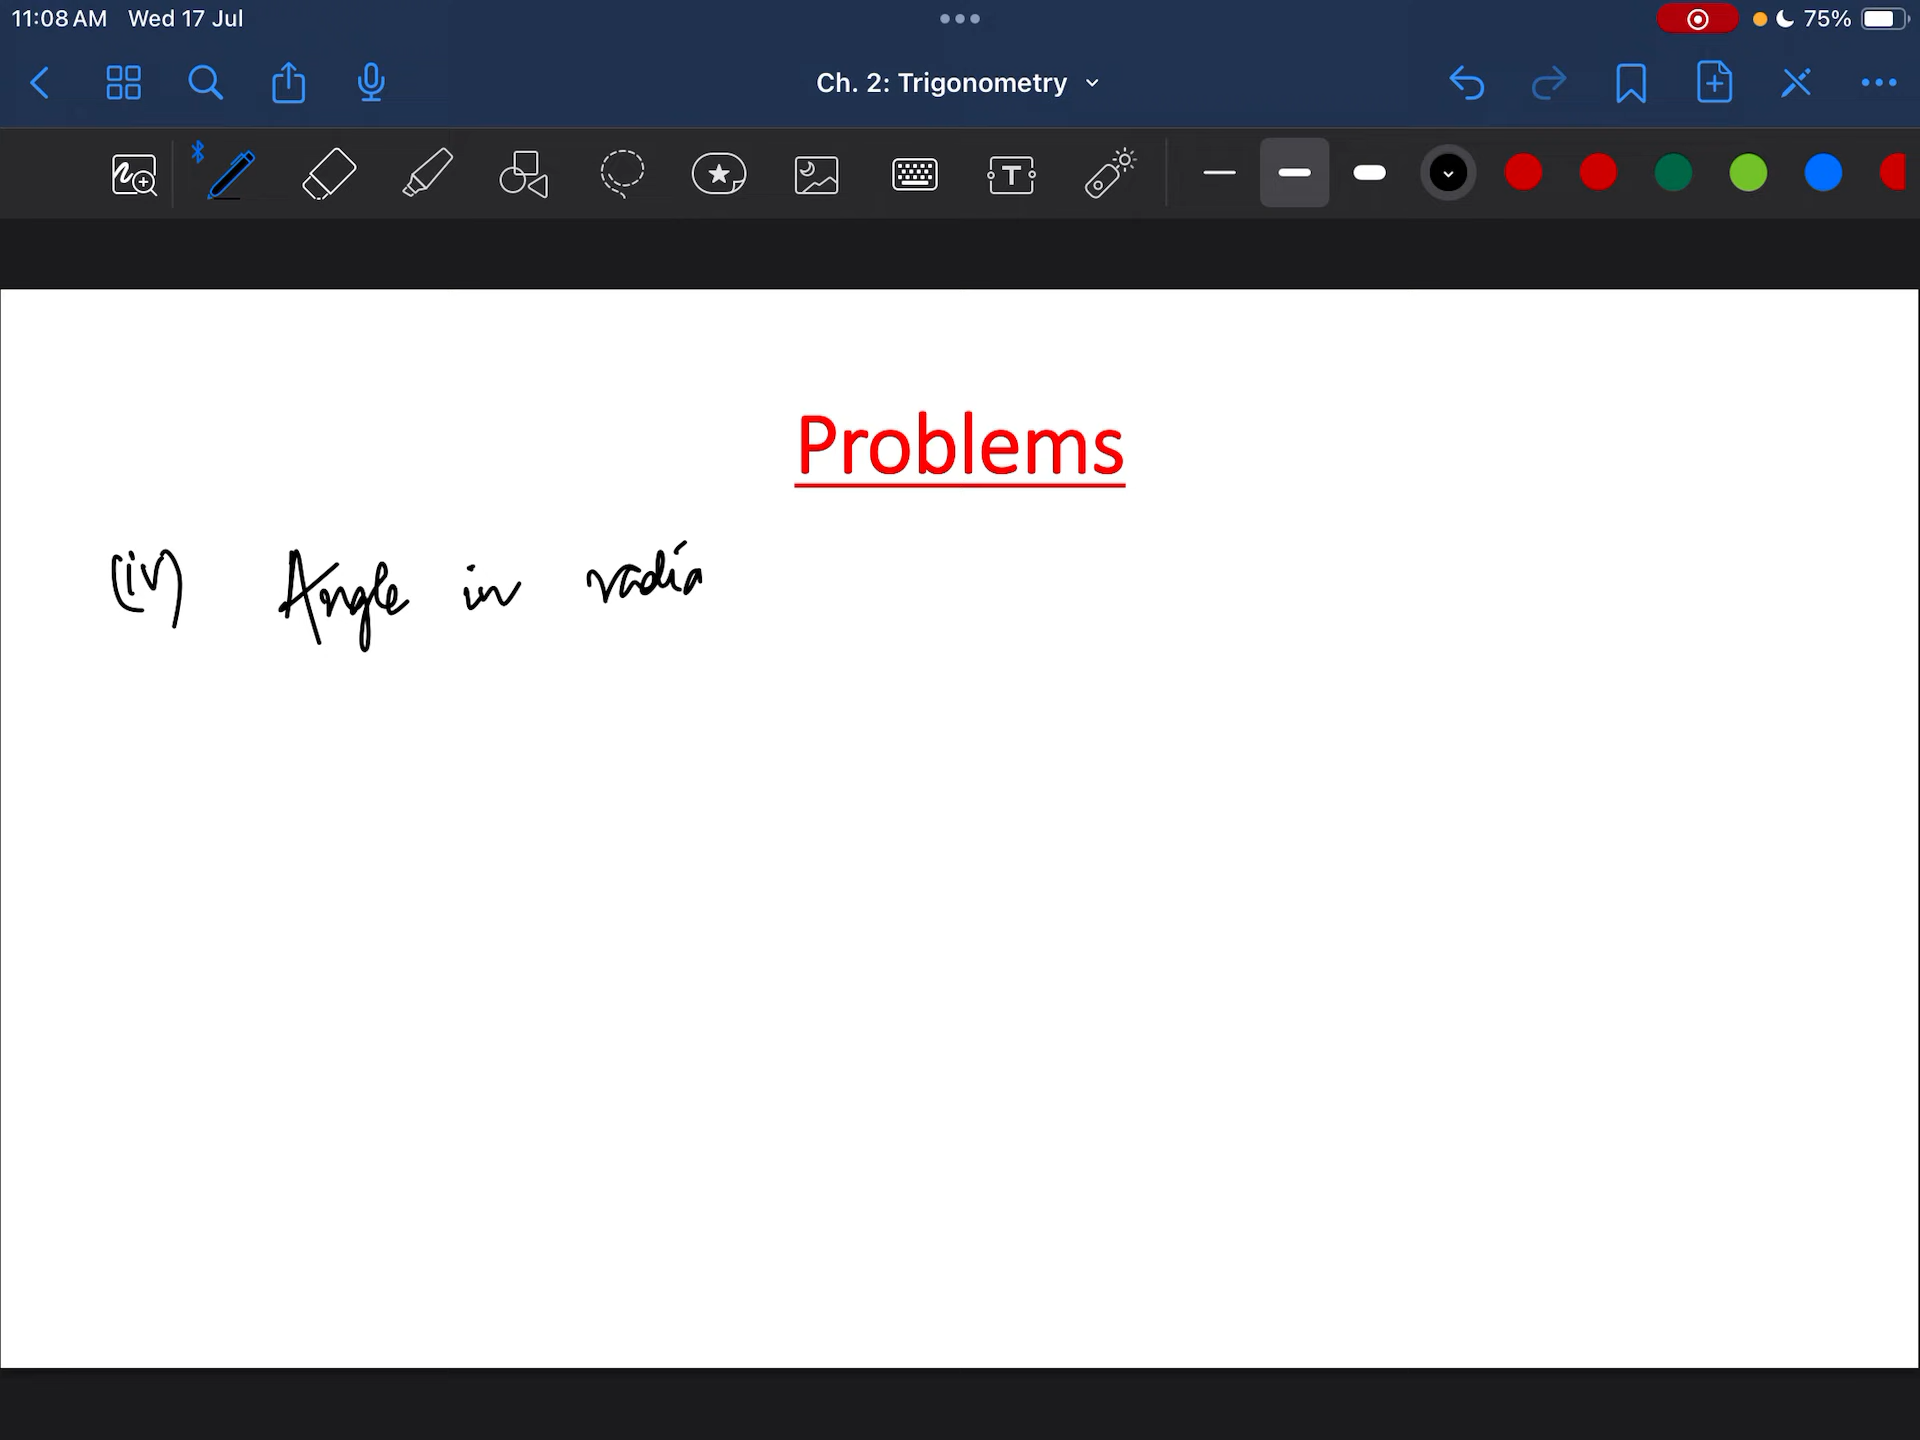 11:08 AM Wed 17 Jul 75%
Ch. 2: Trigonometry
T
Problems
(iv) Angle in radia